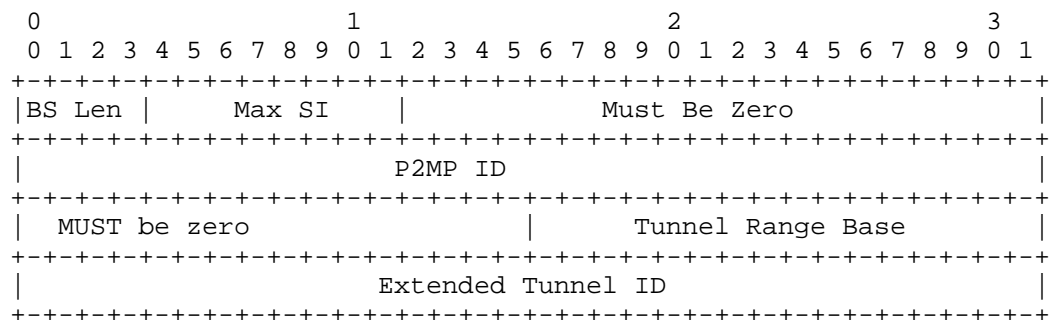 0                   1                   2                   3
 0 1 2 3 4 5 6 7 8 9 0 1 2 3 4 5 6 7 8 9 0 1 2 3 4 5 6 7 8 9 0 1
+-+-+-+-+-+-+-+-+-+-+-+-+-+-+-+-+-+-+-+-+-+-+-+-+-+-+-+-+-+-+-+-+
|BS Len |     Max SI    |            Must Be Zero               |
+-+-+-+-+-+-+-+-+-+-+-+-+-+-+-+-+-+-+-+-+-+-+-+-+-+-+-+-+-+-+-+-+
|                       P2MP ID                                 |
+-+-+-+-+-+-+-+-+-+-+-+-+-+-+-+-+-+-+-+-+-+-+-+-+-+-+-+-+-+-+-+-+
|  MUST be zero                 |      Tunnel Range Base        |
+-+-+-+-+-+-+-+-+-+-+-+-+-+-+-+-+-+-+-+-+-+-+-+-+-+-+-+-+-+-+-+-+
|                      Extended Tunnel ID                       |
+-+-+-+-+-+-+-+-+-+-+-+-+-+-+-+-+-+-+-+-+-+-+-+-+-+-+-+-+-+-+-+-+